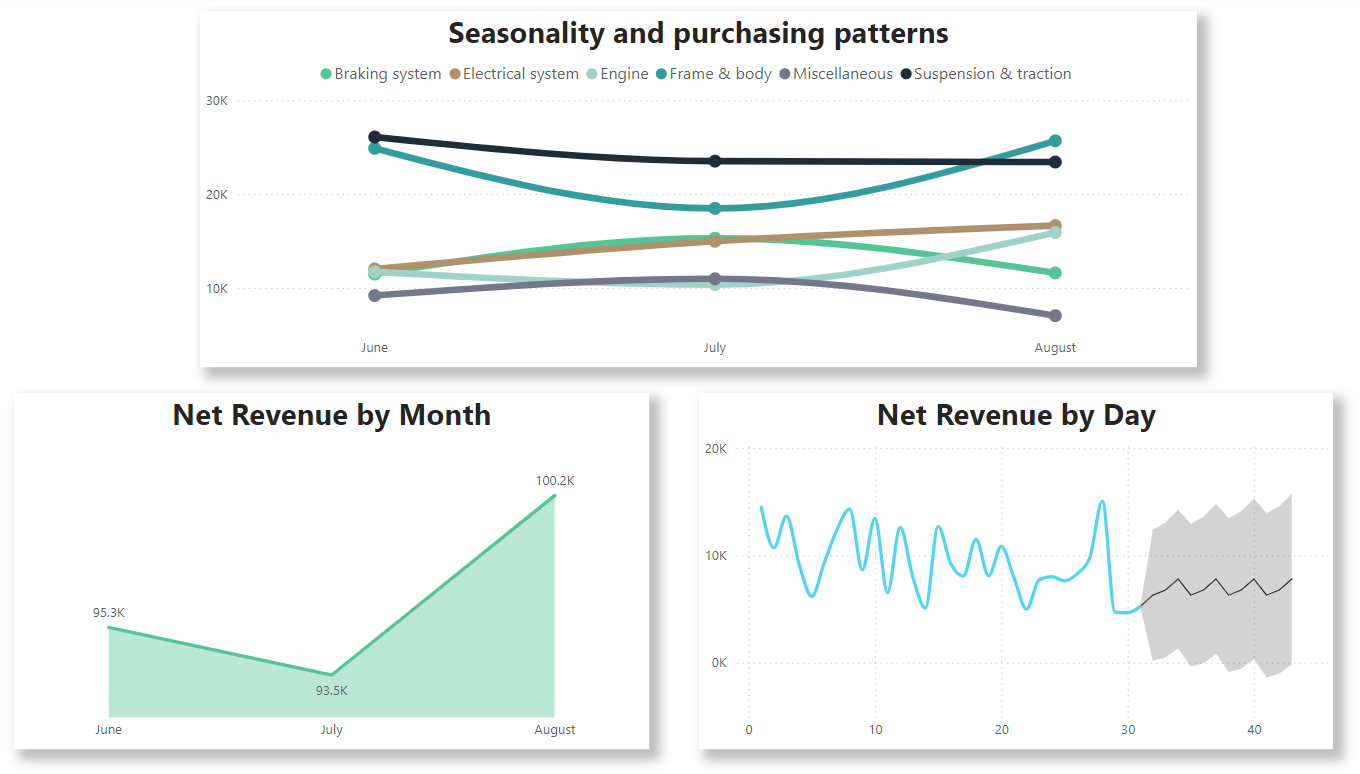 Seasonality and purchasing patterns
Braking system Electrical system Engine Frame & body Miscellaneous Suspension & traction
30K
20K
10K
June July August
Net Revenue by Month
100.2K
95.3K
93.5K
June July August
Net Revenue by Day
20K
10K
0K
0 10 20 30 40